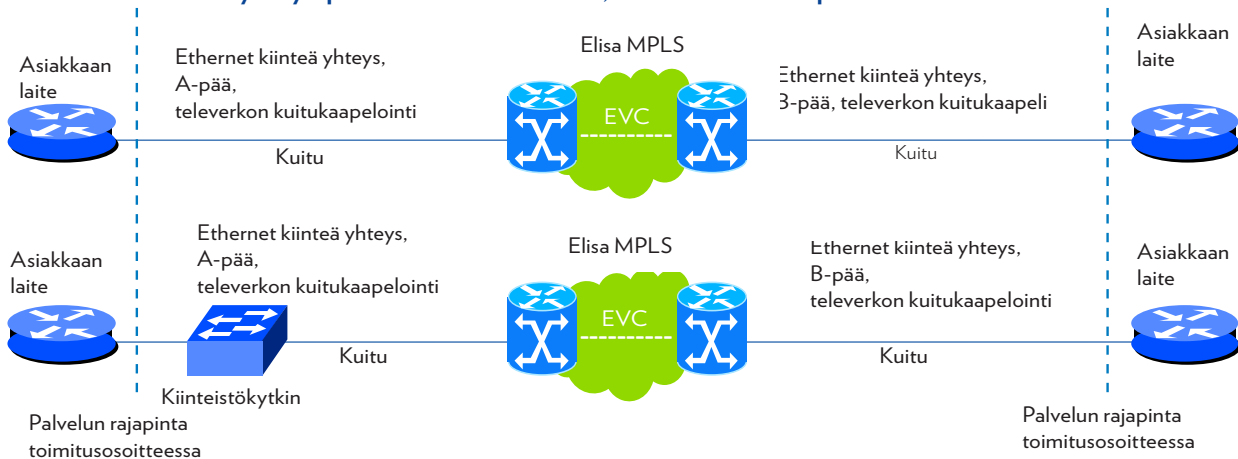 Asiakkaan
laite
Ethernet kiinteä yhteys,
A-pää,
televerkon kuitukaapelointi
Kuitu
Elisa MPLS
EVC
Ethernet kiinteä yhteys,
B-pää, televerkon kuitukaapeli
Kuitu
Asiakkaan
laite
Asiakkaan
laite
Ethernet kiinteä yhteys,
A-pää,
televerkon kuitukaapelointi
Kuitu
Kiinteistökytkin
Elisa MPLS
EVC
Ethernet kiinteä yhteys,
B-pää,
televerkon kuitukaapelointi
Kuitu
Asiakkaan
laite
Palvelun rajapinta
toimitusosoitteessa
Palvelun rajapinta
toimitusosoitteessa